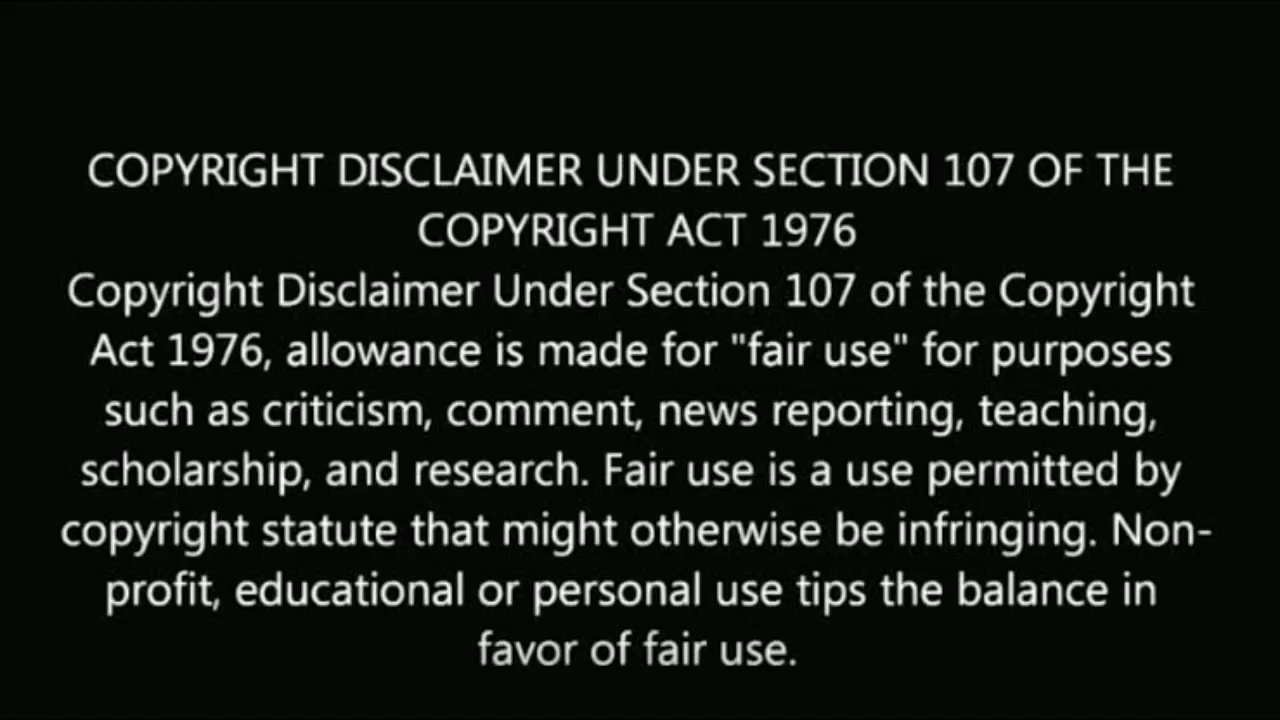 COPYRIGHT DISCLAIMER UNDER SECTION 107 OF THE
COPYRIGHT ACT 1976
Copyright Disclaimer Under Section 107 of the Copyright
Act 1976, allowance is made for "fair use" for purposes
such as criticism, comment, news reporting, teaching,
scholarship, and research. Fair use is a use permitted by
copyright statute that might otherwise be infringing. Non-
profit, educational or personal use tips the balance in
favor of fair use.